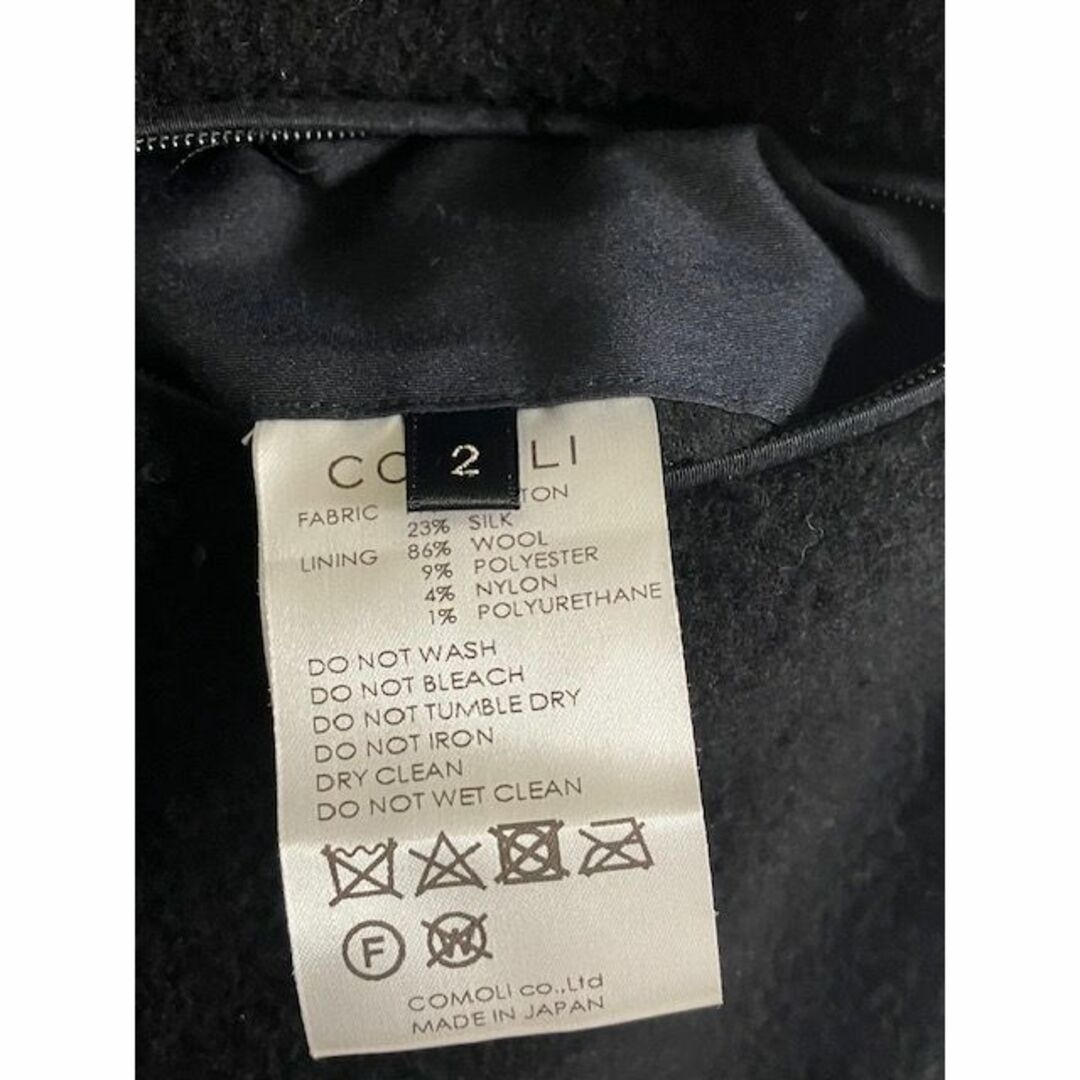 2
CO LI
FABRIC TON
23% SILK
LINING 86% WOOL
9% POLYESTER
4% NYLON
1% POLYURETHANE
DO NOT WASH
DO NOT BLEACH
DO NOT TUMBLE DRY
DO NOT IRON
DRY CLEAN
DO NOT WET CLEAN
F W
COMOLI co.,Ltd
MADE IN JAPAN